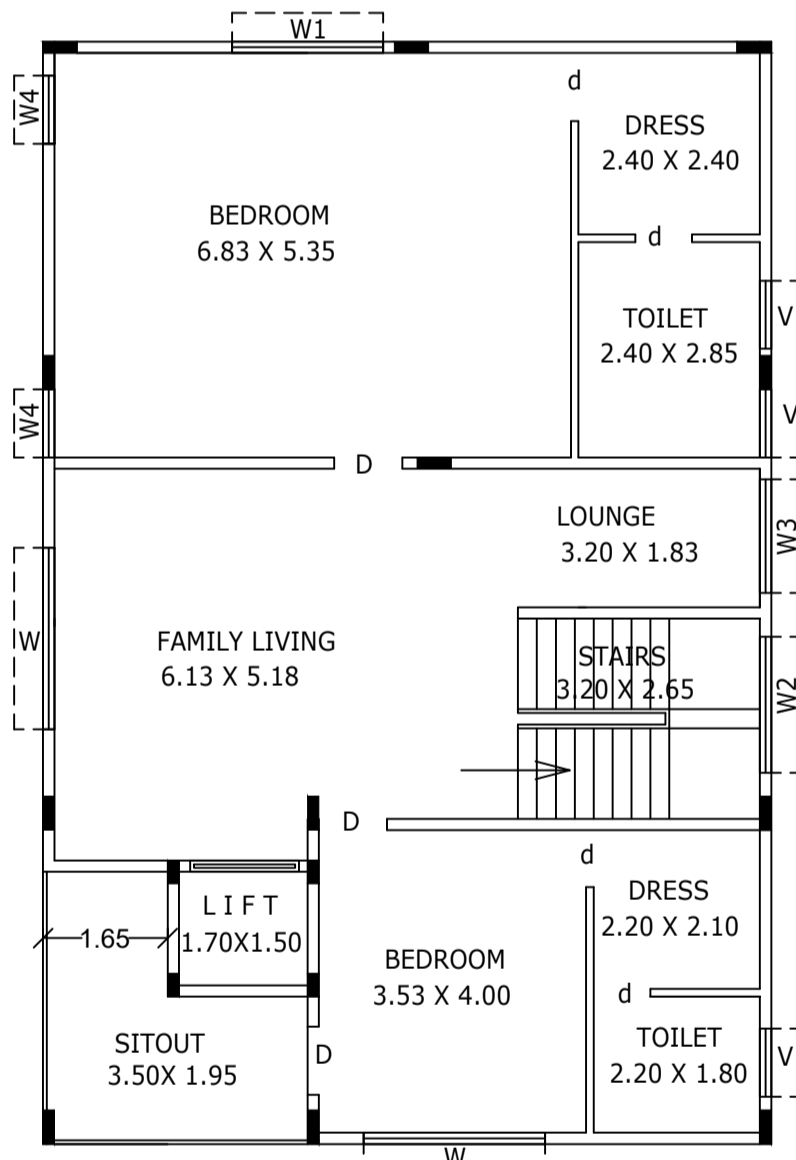 W1
W4
d
DRESS
2.40 X 2.40
BEDROOM
6.83 X 5.35
d
TOILET
2.40 X 2.85
V
W4
V
D
LOUNGE
3.20 X 1.83
W3
W
FAMILY LIVING
6.13 X 5.18
STAIRS
3.20 X 2.65
W2
D
d
LIFT
1.70X1.50
1.65
DRESS
2.20 X 2.10
BEDROOM
3.53 X 4.00
d
SITOUT
3.50X 1.95
D
TOILET
2.20 X 1.80
V
W